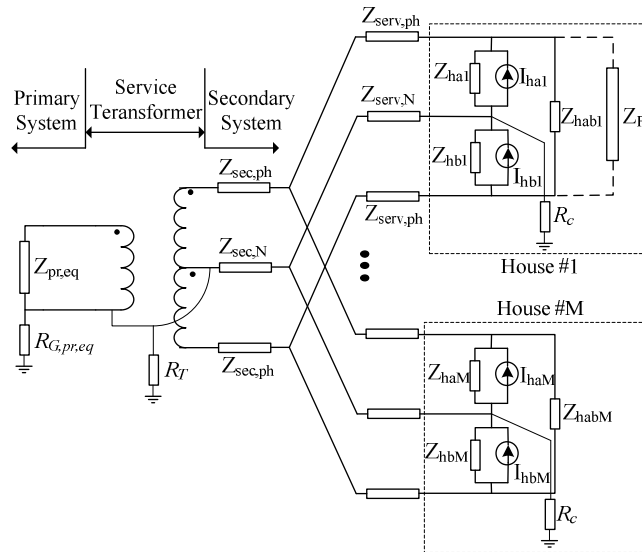 Primary System
Service Teransformer
Secondary System
Z_serv,ph
Z_serv,N
Z_serv,ph
Z_ha1
I_ha1
Z_hb1
I_hb1
Z_hab1
R_c
House #1
Z_sec,ph
Z_sec,N
Z_sec,ph
Z_pr,eq
R_G,pr,eq
R_T
House #M
Z_haM
I_haM
Z_hbM
I_hbM
Z_habM
R_c